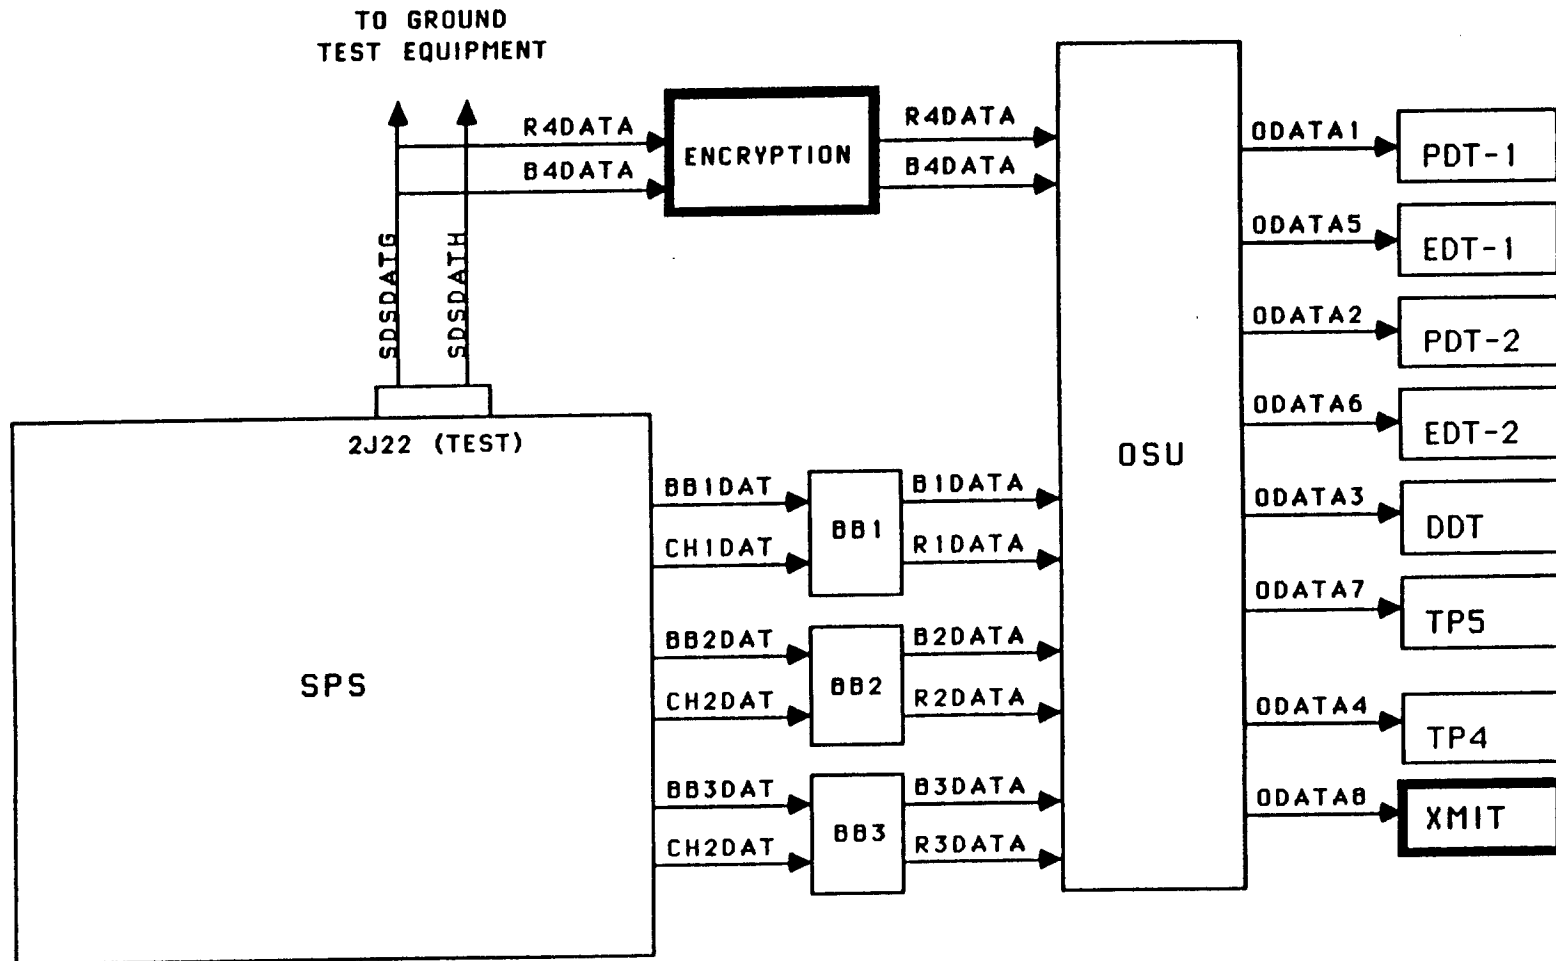 TO GROUND
TEST EQUIPMENT
R4DATA
B4DATA
ENCRYPTION
R4DATA
B4DATA
SDSDATG
SDSDATH
2J22 (TEST)
SPS
BB1DAT
CH1DAT
BB2DAT
CH2DAT
BB3DAT
CH2DAT
BB1
BB2
BB3
B1DATA
R1DATA
B2DATA
R2DATA
B3DATA
R3DATA
OSU
ODATA1
PDT-1
ODATA5
EDT-1
ODATA2
PDT-2
ODATA6
EDT-2
ODATA3
DDT
ODATA7
TP5
ODATA4
TP4
ODATA8
XMIT